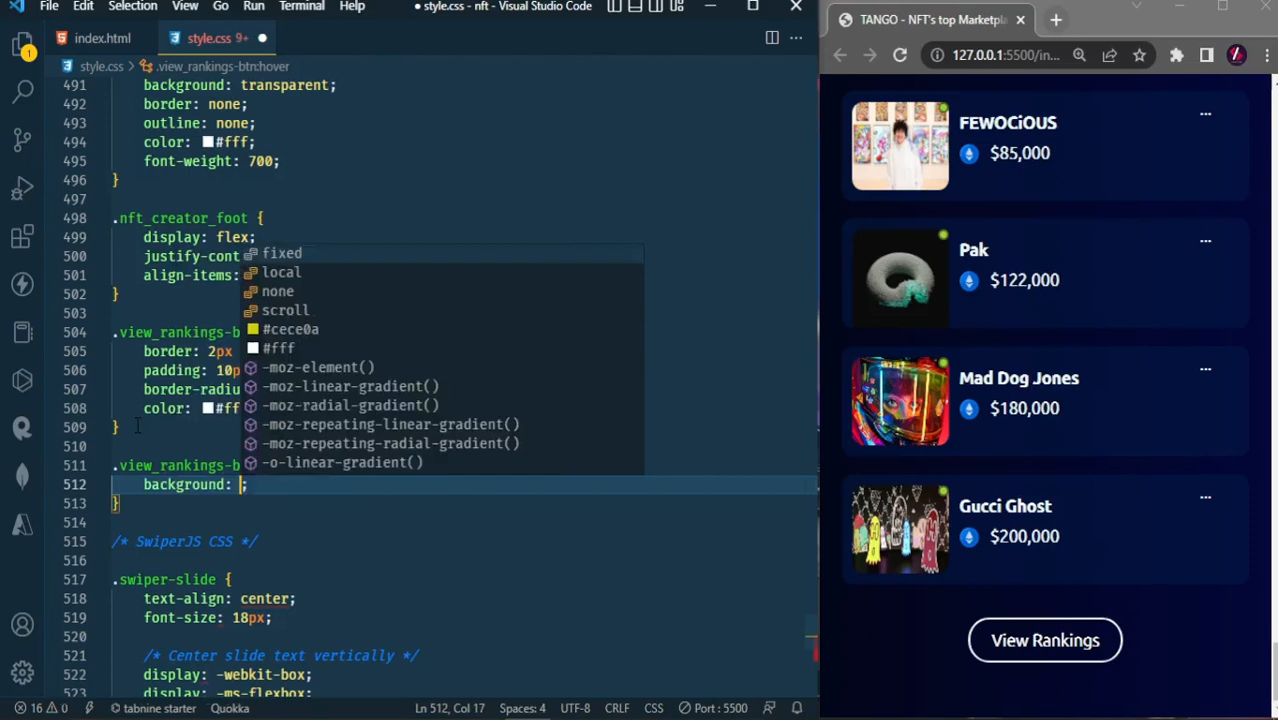 File Edit Selection View Go Run Terminal Help
● style.css - nft - Visual Studio Code
index.html
style.css 9+ ●
style.css > .view_rankings-btn:hover
491 background: transparent;
492 border: none;
493 outline: none;
494 color: #fff;
495 font-weight: 700;
496 }
497
498 .nft_creator_foot {
499 display: flex;
500 justify-cont
501 align-items:
502 }
503
504 .view_rankings-b
505 border: 2px
506 padding: 10p
507 border-radiu
508 color: #ff
509 }
510
511 .view_rankings-b
512 background: ;
513 }
514
515 /* SwiperJS CSS */
516
517 .swiper-slide {
518 text-align: center;
519 font-size: 18px;
520
521 /* Center slide text vertically */
522 display: -webkit-box;
523 display: -ms-flexbox;
fixed
local
none
scroll
#cece0a
#fff
-moz-element()
-moz-linear-gradient()
-moz-radial-gradient()
-moz-repeating-linear-gradient()
-moz-repeating-radial-gradient()
-o-linear-gradient()
1
16 0 tabnine starter Quokka Ln 512, Col 17 Spaces: 4 UTF-8 CRLF CSS Port : 5500
TANGO - NFT's top Marketpla
127.0.0.1:5500/in...
FEWOCiOUS
$85,000
Pak
$122,000
Mad Dog Jones
$180,000
Gucci Ghost
$200,000
View Rankings